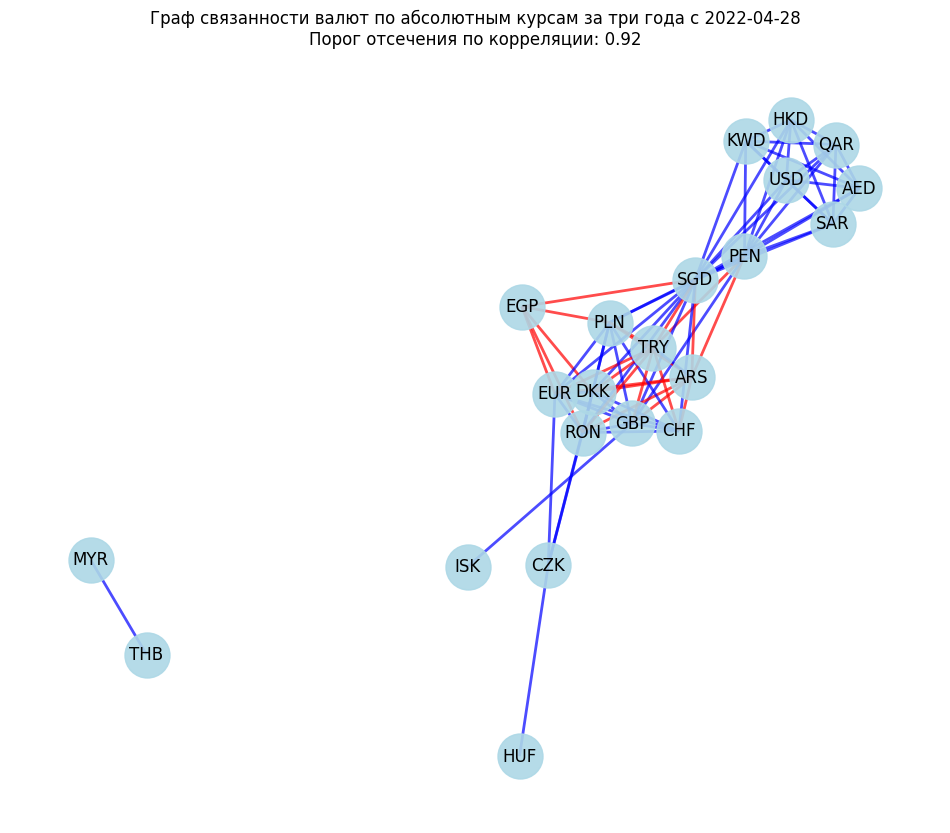 Граф связанности валют по абсолютным курсам за три года с 2022-04-28
Порог отсечения по корреляции: 0.92
HKD
KWD
QAR
USD
AED
SAR
PEN
SGD
EGP
PLN
TRY
ARS
EUR
DKK
GBP
RON
CHF
MYR
ISK
CZK
THB
HUF